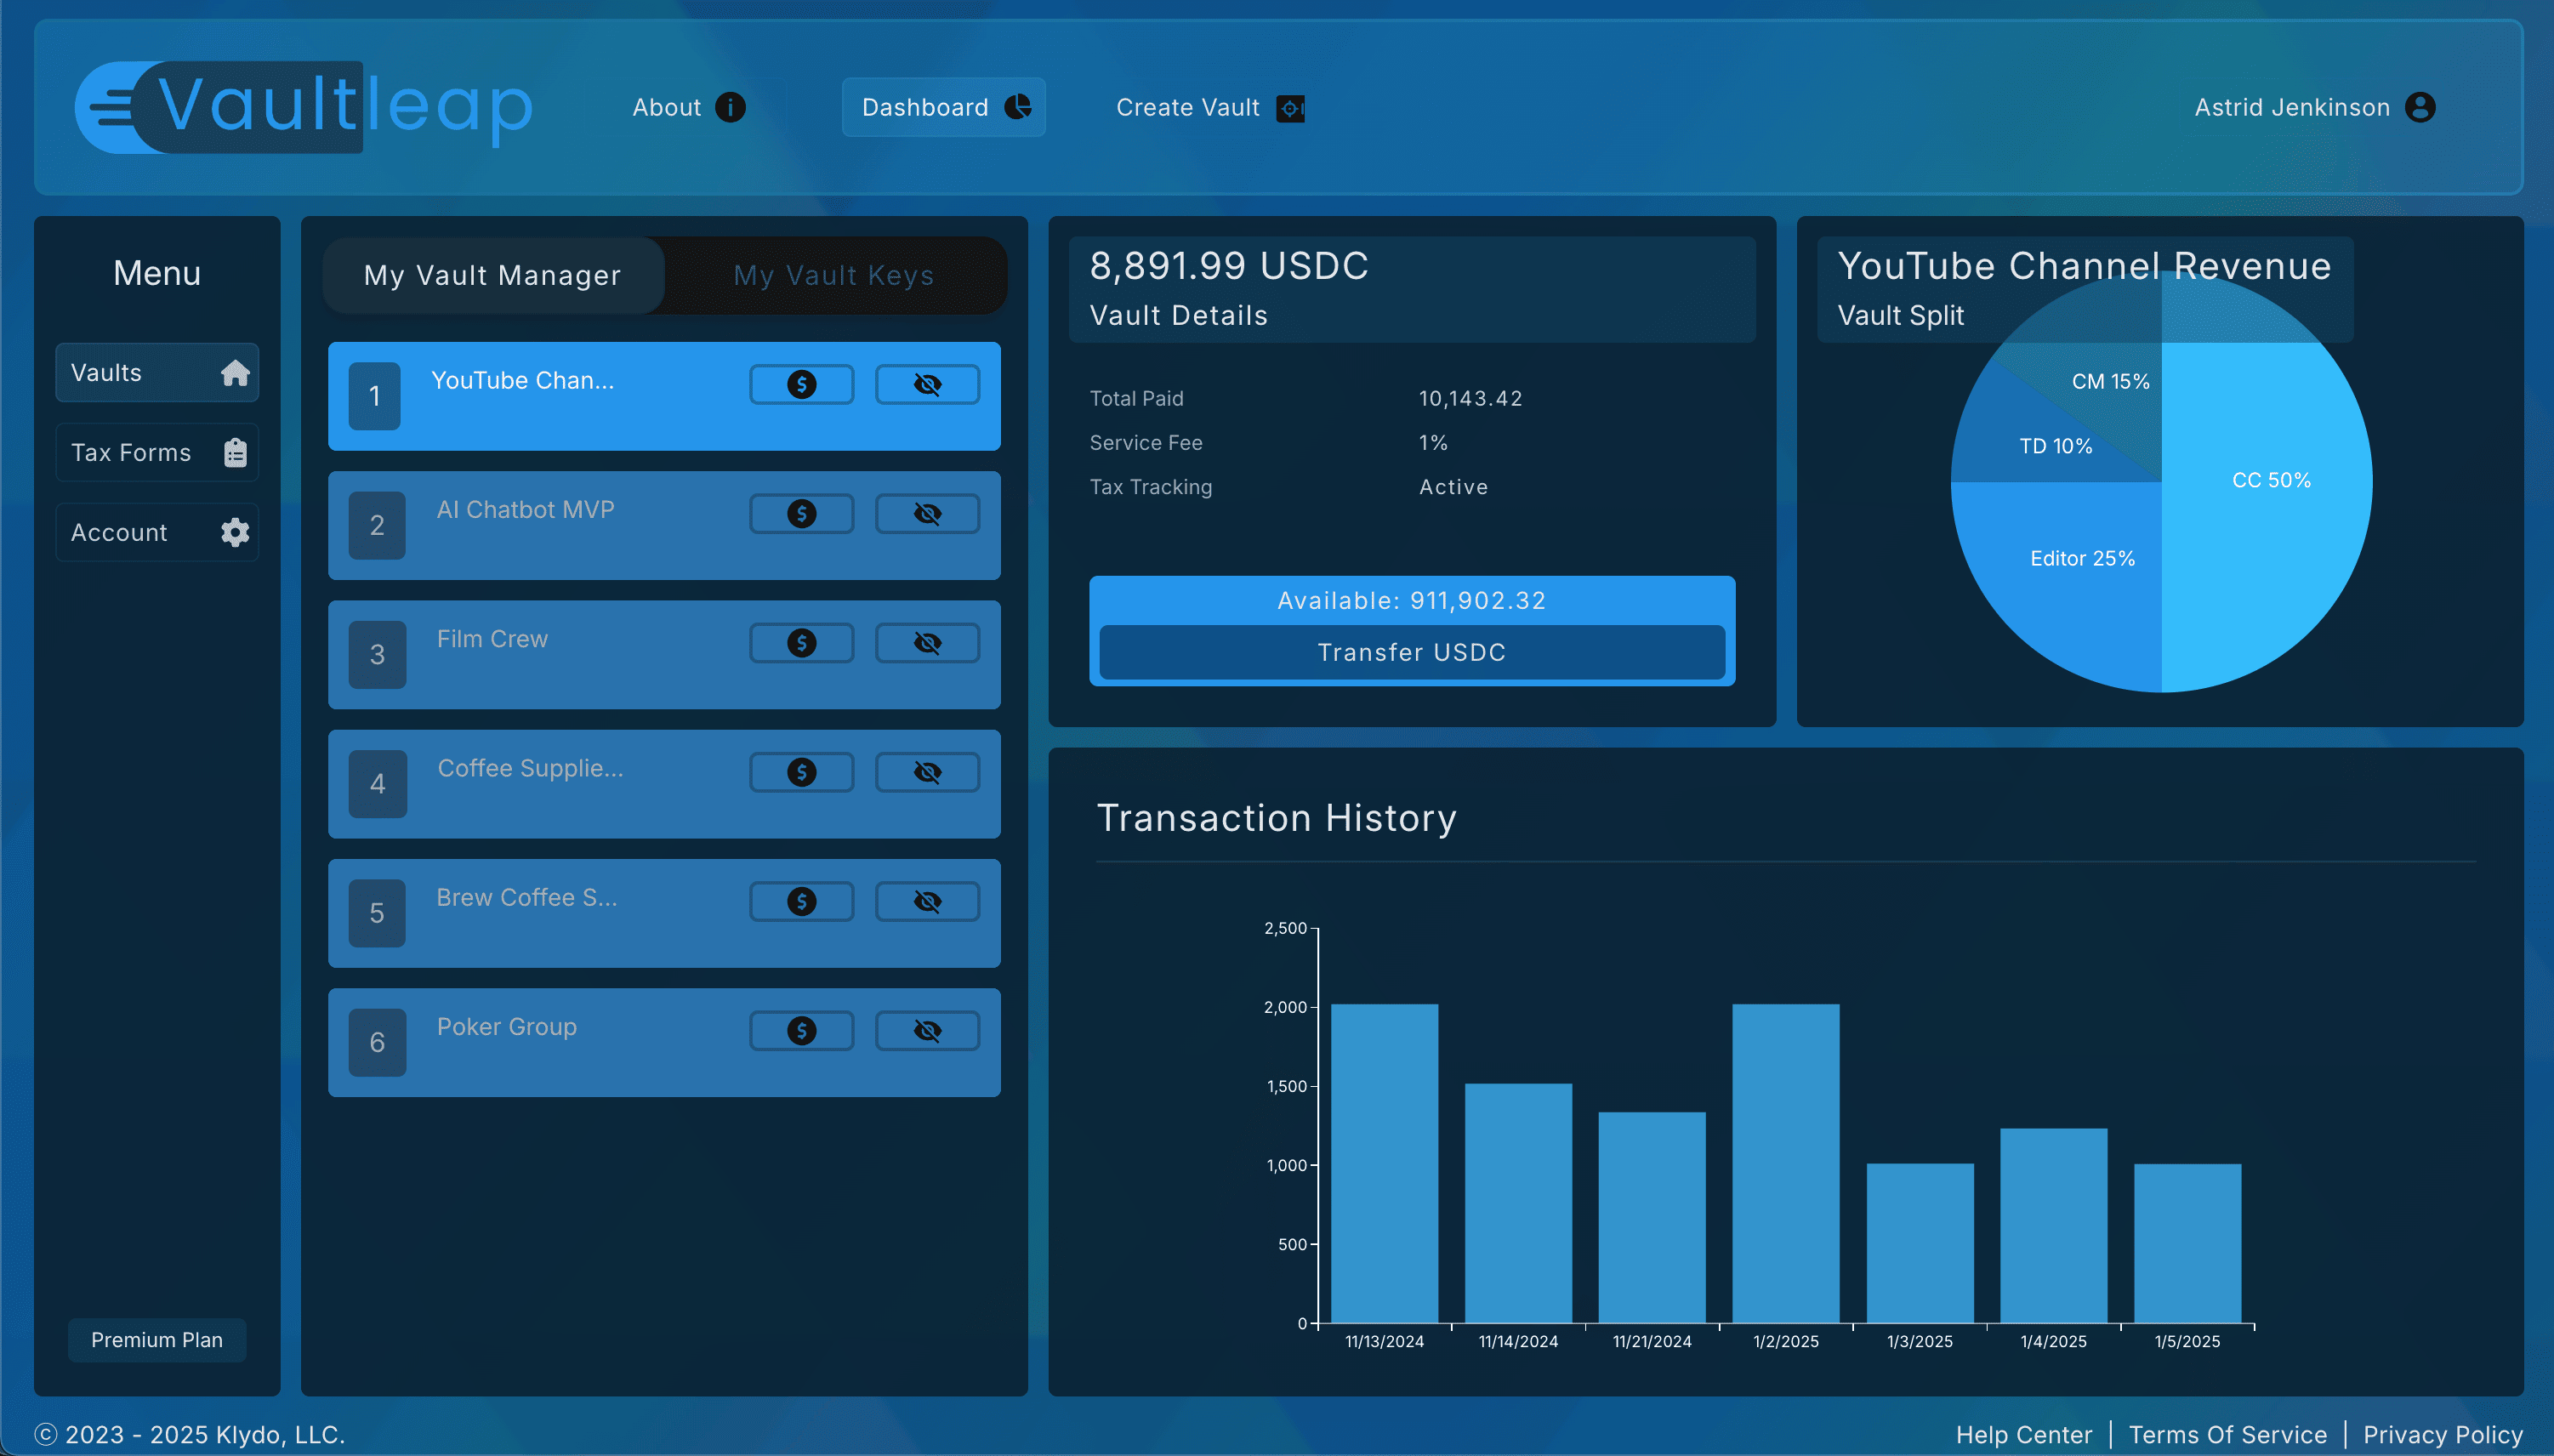 Vaultleap
About
Dashboard
Create Vault
Astrid Jenkinson
Menu
Vaults
Tax Forms
Account
Premium Plan
My Vault Manager
My Vault Keys
1
YouTube Chan...
2
AI Chatbot MVP
3
Film Crew
4
Coffee Supplie...
5
Brew Coffee S...
6
Poker Group
8,891.99 USDC
Vault Details
Total Paid 10,143.42
Service Fee 1%
Tax Tracking Active
Available: 911,902.32
Transfer USDC
YouTube Channel Revenue
Vault Split
CM 15%
TD 10%
CC 50%
Editor 25%
Transaction History
2,500
2,000
1,500
1,000
500
0
11/13/2024 11/14/2024 11/21/2024 1/2/2025 1/3/2025 1/4/2025 1/5/2025
© 2023 - 2025 Klydo, LLC.
Help Center | Terms Of Service | Privacy Policy